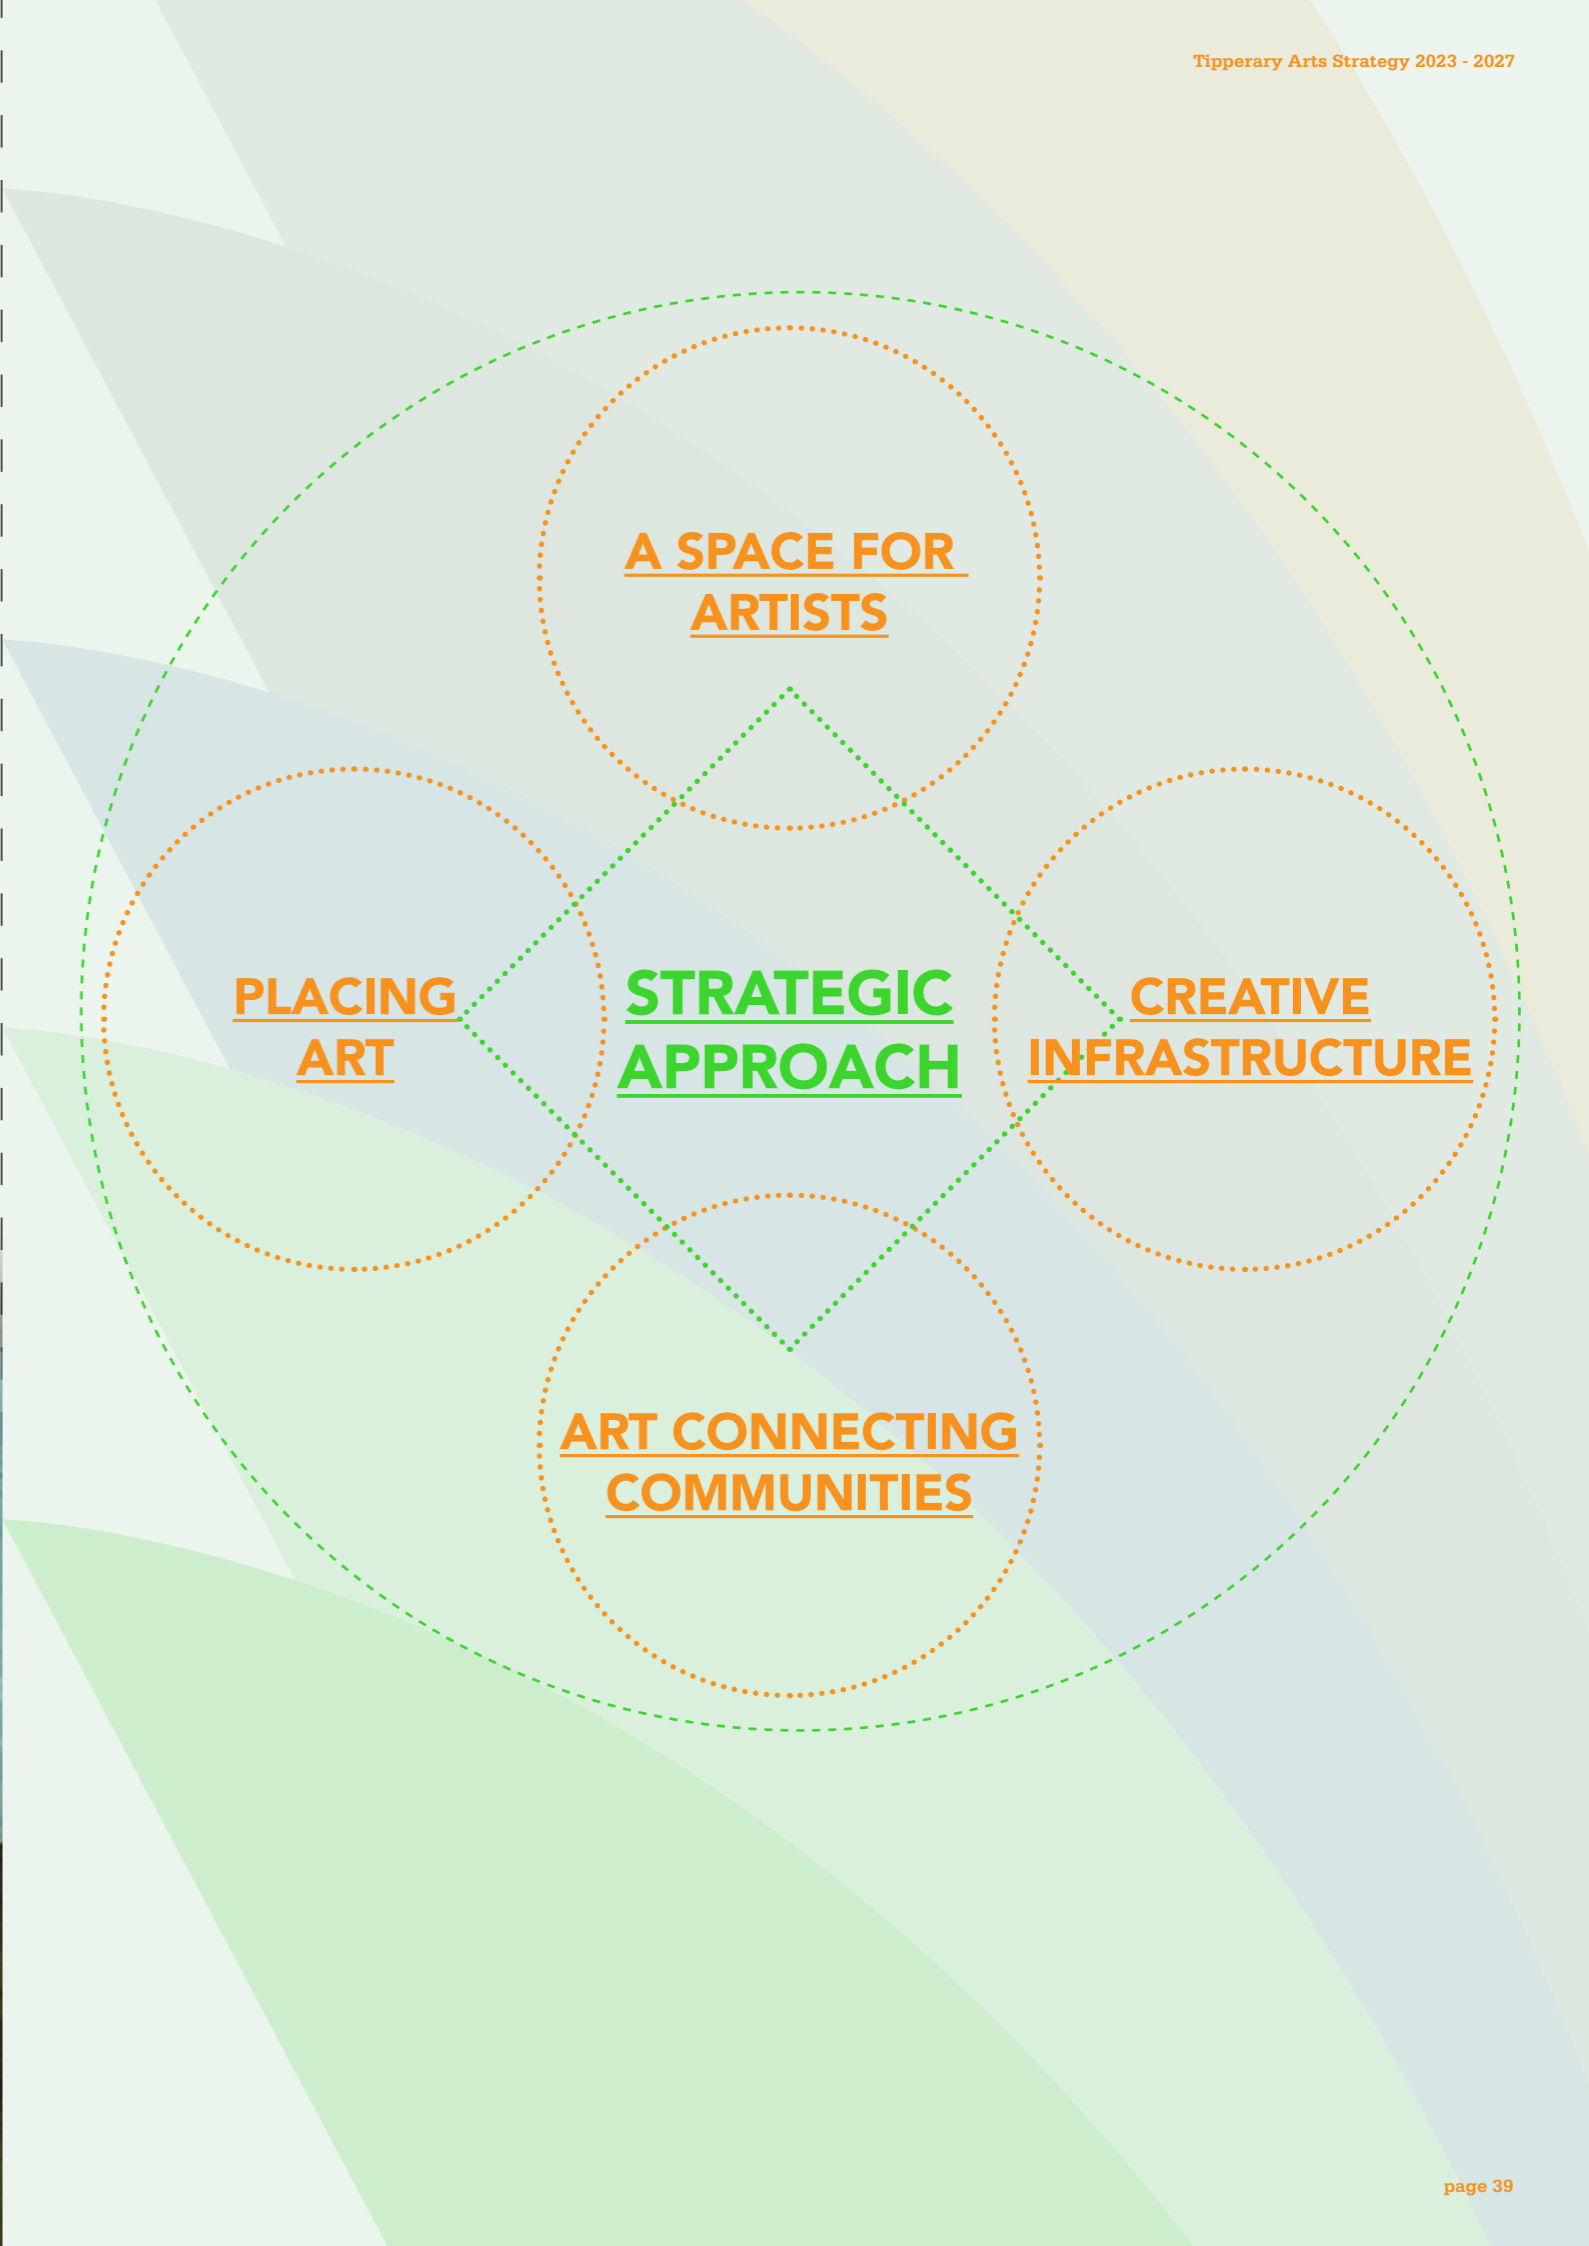 Tipperary Arts Strategy 2023 - 2027
A SPACE FOR
ARTISTS
PLACING
ART
STRATEGIC
APPROACH
CREATIVE
INFRASTRUCTURE
ART CONNECTING
COMMUNITIES
page 39